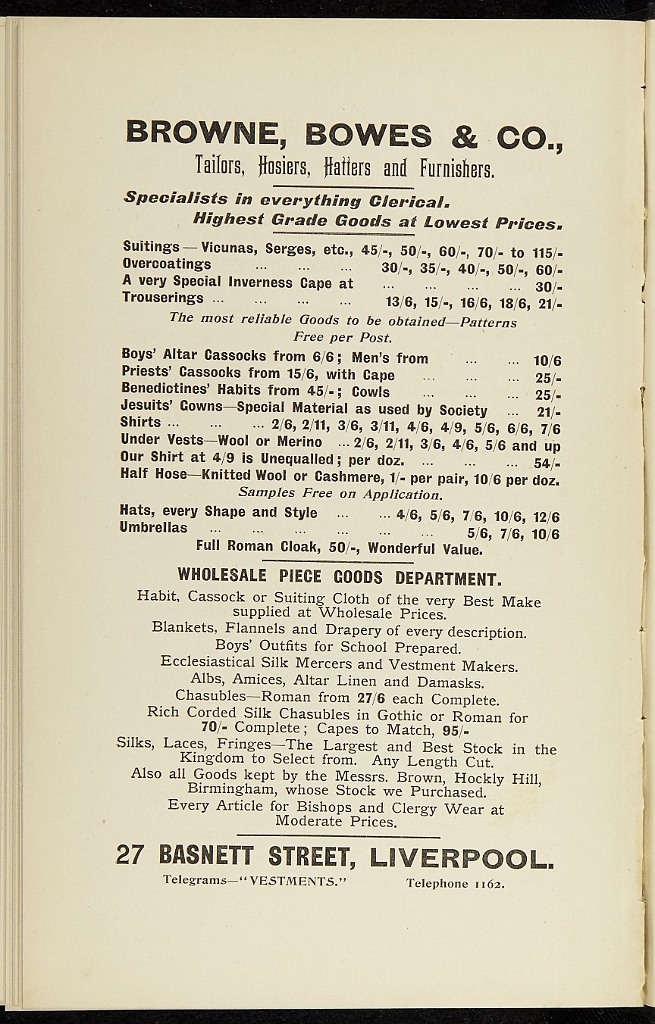 BROWNE, BOWES & CO.,
Tailors, Hosiers, Hatters and Furnishers.
Specialists in everything Clerical.
Highest Grade Goods at Lowest Prices.
Suitings — Vicunas, Serges, etc., 45/-, 50/-, 60/-, 70/- to 115/-
Overcoatings ... ... ... 30/-, 35/-, 40/-, 50/-, 60/-
A very Special Inverness Cape at ... ... ... ... 30/-
Trouserings ... ... ... ... 13/6, 15/-, 16/6, 18/6, 21/-
The most reliable Goods to be obtained—Patterns
Free per Post.
Boys' Altar Cassocks from 6/6; Men's from ... ... 10/6
Priests' Cassocks from 15/6, with Cape ... ... ... 25/-
Benedictines' Habits from 45/-; Cowls ... ... ... 25/-
Jesuits' Gowns—Special Material as used by Society ... 21/-
Shirts ... ... ... 2/6, 2/11, 3/6, 3/11, 4/6, 4/9, 5/6, 6/6, 7/6
Under Vests—Wool or Merino ... 2/6, 2/11, 3/6, 4/6, 5/6 and up
Our Shirt at 4/9 is Unequalled; per doz. ... ... ... 54/-
Half Hose—Knitted Wool or Cashmere, 1/- per pair, 10/6 per doz.
Samples Free on Application.
Hats, every Shape and Style ... ... 4/6, 5/6, 7/6, 10/6, 12/6
Umbrellas ... ... ... ... ... ... 5/6, 7/6, 10/6
Full Roman Cloak, 50/-, Wonderful Value.
WHOLESALE PIECE GOODS DEPARTMENT.
Habit, Cassock or Suiting Cloth of the very Best Make
supplied at Wholesale Prices.
Blankets, Flannels and Drapery of every description.
Boys' Outfits for School Prepared.
Ecclesiastical Silk Mercers and Vestment Makers.
Albs, Amices, Altar Linen and Damasks.
Chasubles—Roman from 27/6 each Complete.
Rich Corded Silk Chasubles in Gothic or Roman for
70/- Complete; Capes to Match, 95/-
Silks, Laces, Fringes—The Largest and Best Stock in the
Kingdom to Select from. Any Length Cut.
Also all Goods kept by the Messrs. Brown, Hockly Hill,
Birmingham, whose Stock we Purchased.
Every Article for Bishops and Clergy Wear at
Moderate Prices.
27 BASNETT STREET, LIVERPOOL.
Telegrams—"VESTMENTS." Telephone 1162.